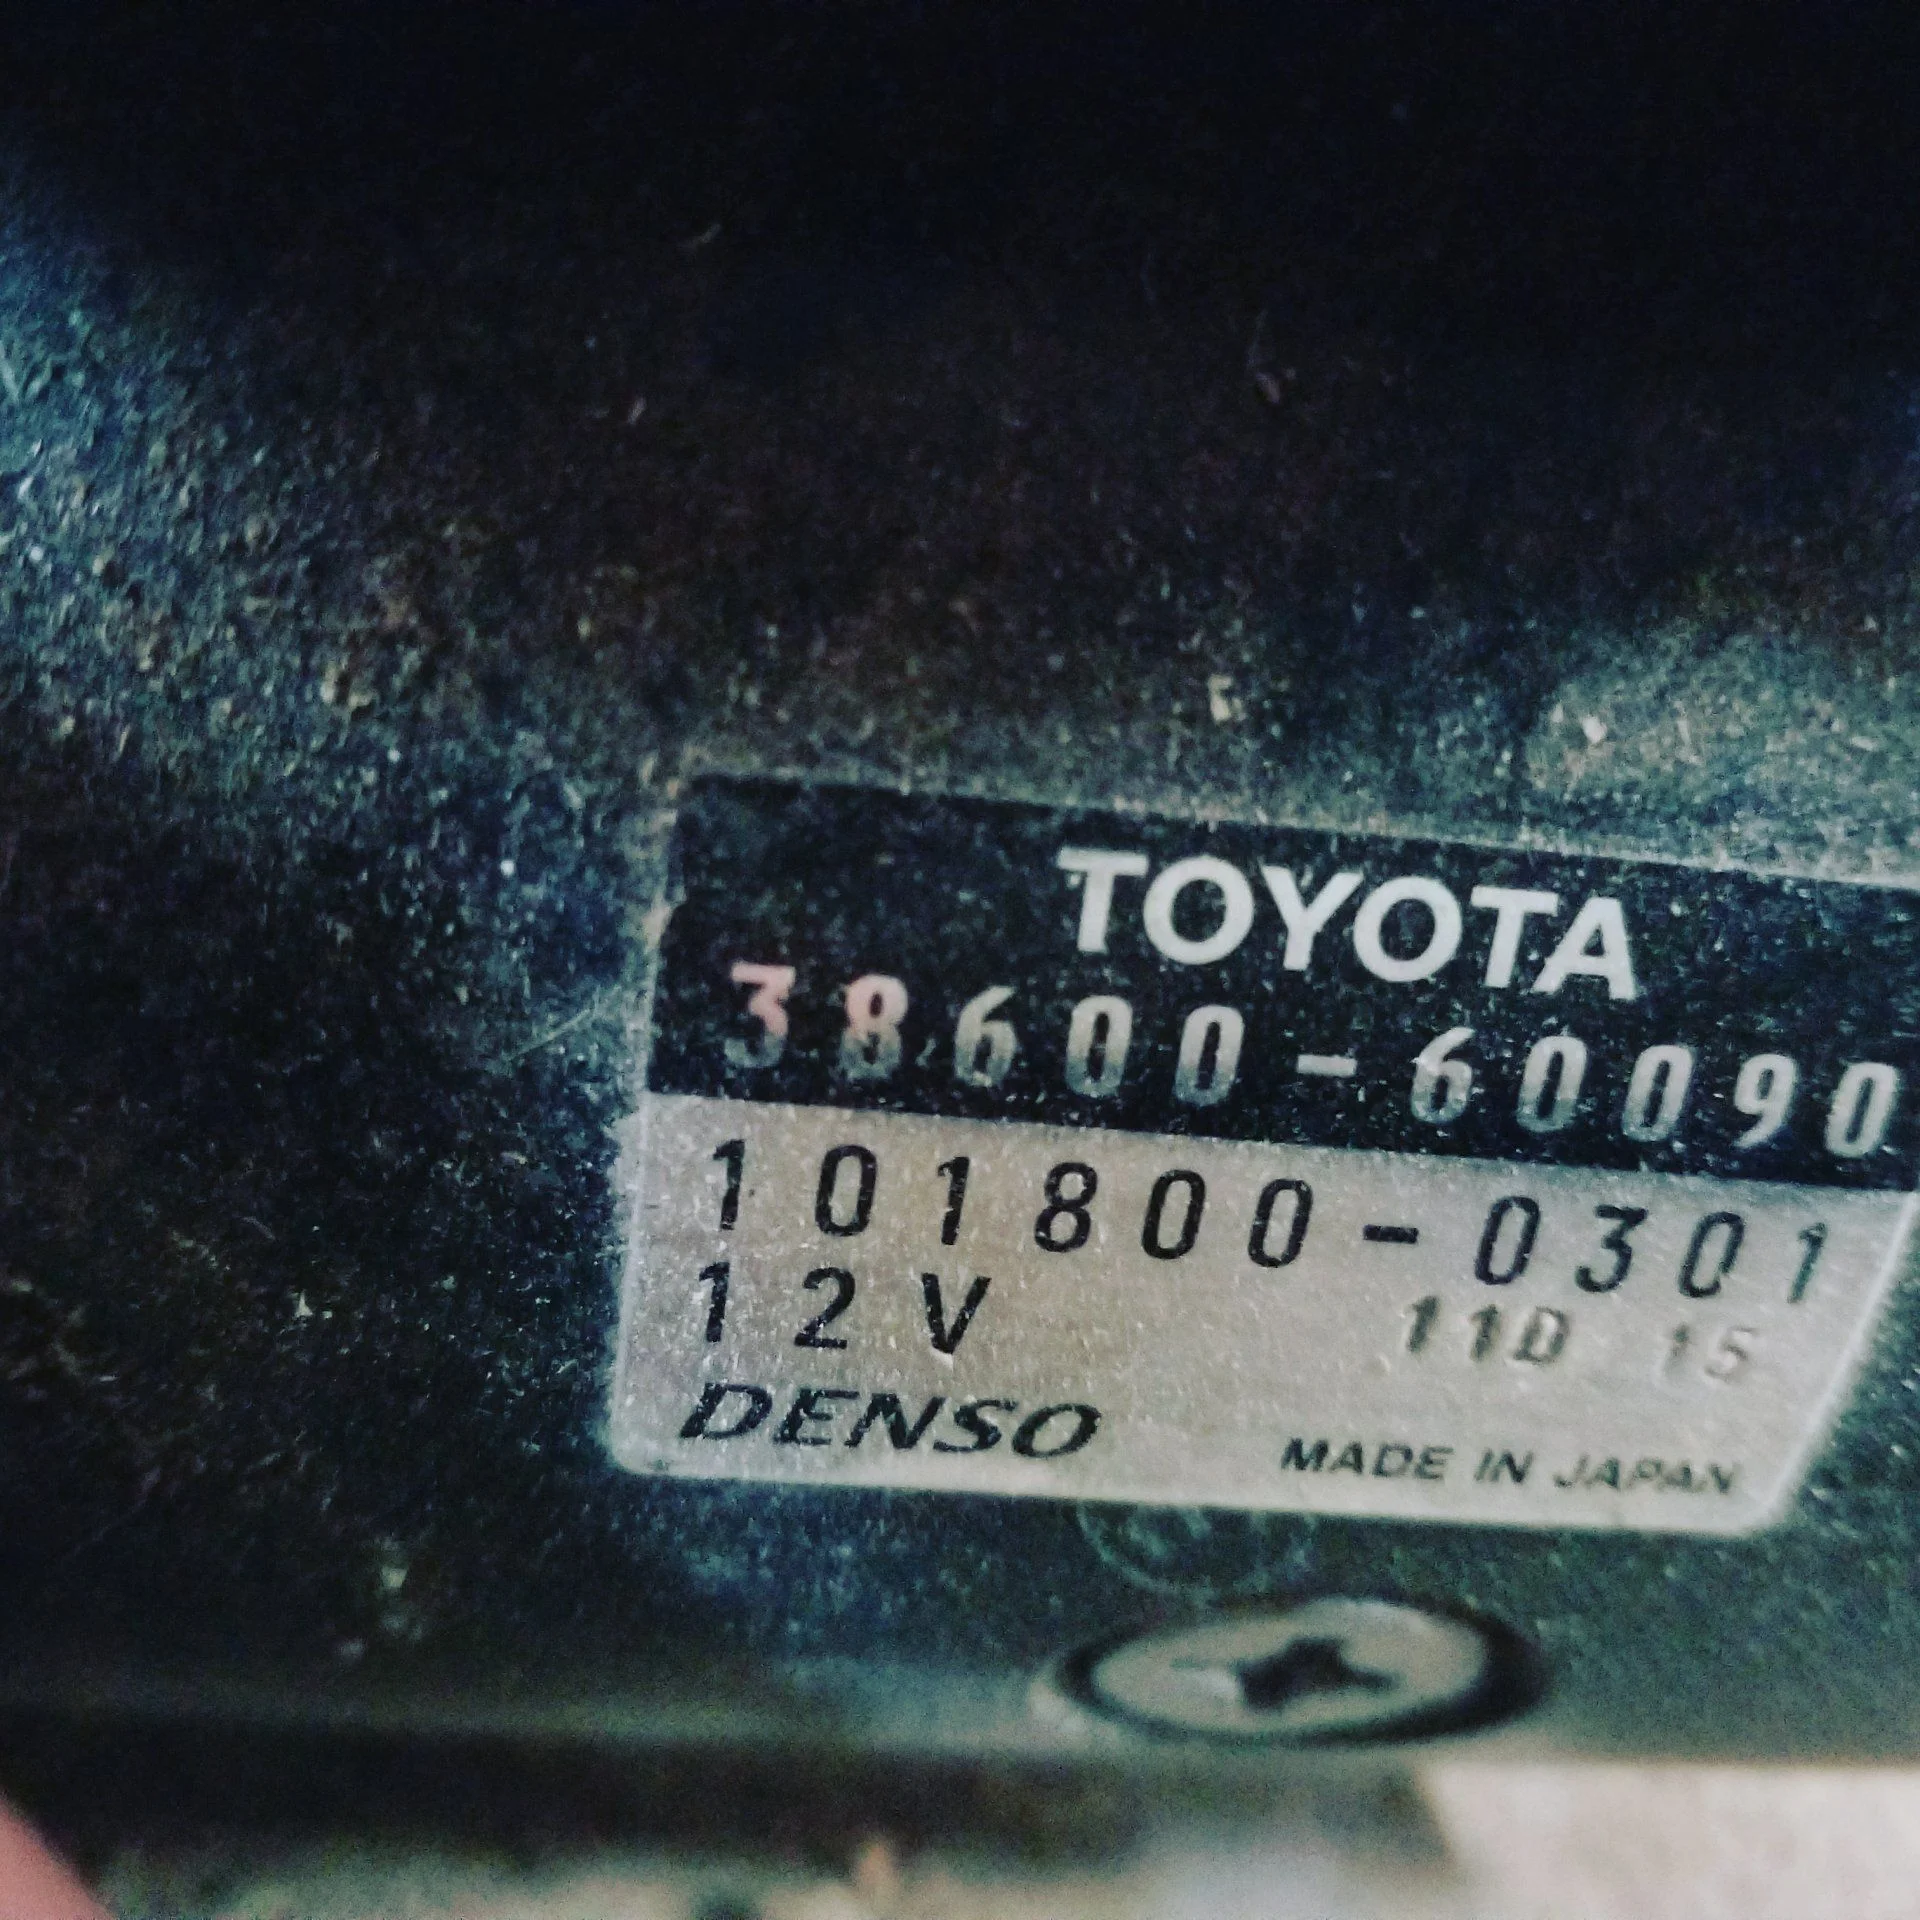 TOYOTA
38600-60090
101800-0301
12V 11D 15
DENSO MADE IN JAPAN